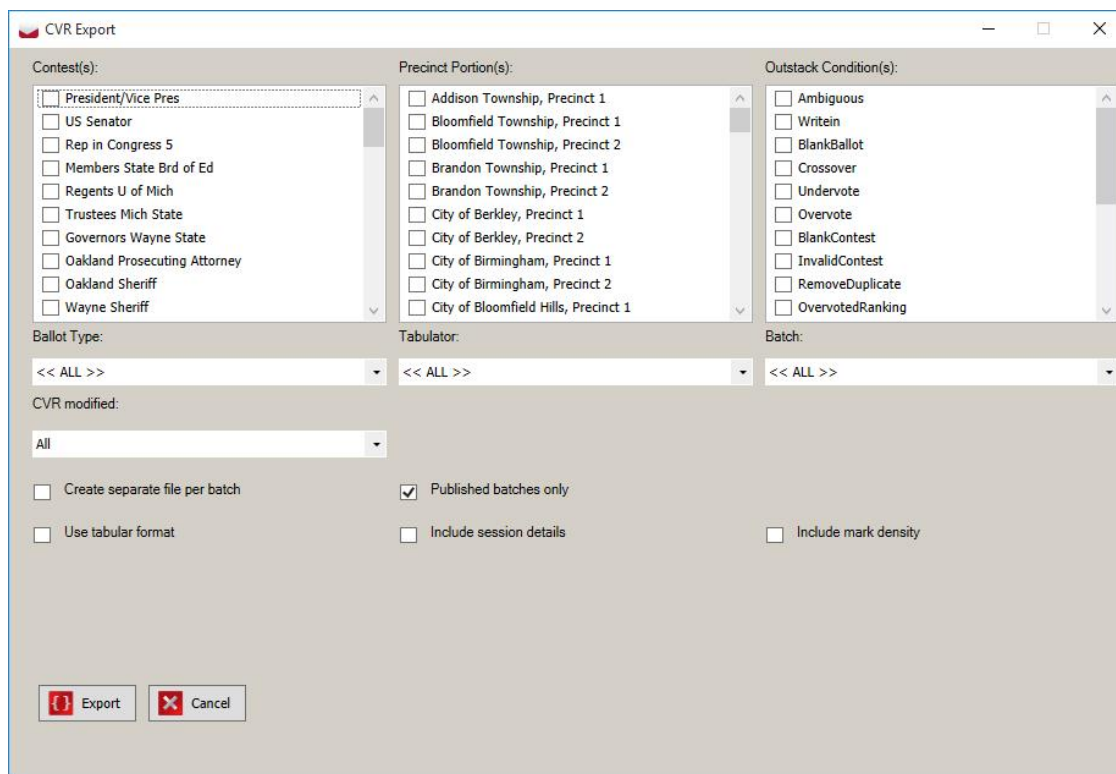 CVR Export
Contest(s):
President/Vice Pres
US Senator
Rep in Congress 5
Members State Brd of Ed
Regents U of Mich
Trustees Mich State
Governors Wayne State
Oakland Prosecuting Attorney
Oakland Sheriff
Wayne Sheriff
Precinct Portion(s):
Addison Township, Precinct 1
Bloomfield Township, Precinct 1
Bloomfield Township, Precinct 2
Brandon Township, Precinct 1
Brandon Township, Precinct 2
City of Berkley, Precinct 1
City of Berkley, Precinct 2
City of Birmingham, Precinct 1
City of Birmingham, Precinct 2
City of Bloomfield Hills, Precinct 1
Outstack Condition(s):
Ambiguous
Writein
BlankBallot
Crossover
Undervote
Overvote
BlankContest
InvalidContest
RemoveDuplicate
OvervotedRanking
Ballot Type:
<< ALL >>
Tabulator:
<< ALL >>
Batch:
<< ALL >>
CVR modified:
All
Create separate file per batch
Published batches only
Use tabular format
Include session details
Include mark density
Export
Cancel